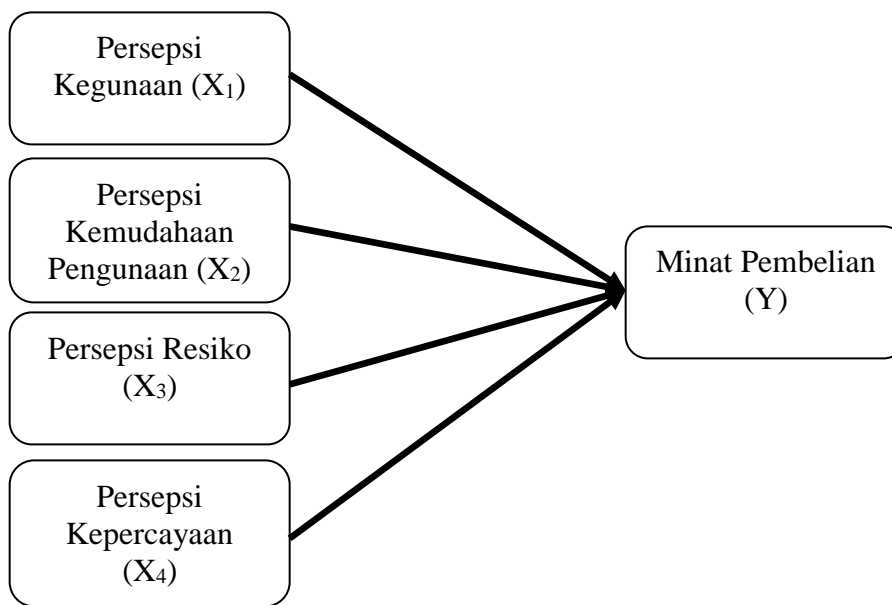 Persepsi
Kegunaan (X₁)
Persepsi
Kemudahaan
Pengunaan (X₂)
Persepsi Resiko
(X₃)
Persepsi
Kepercayaan
(X₄)
Minat Pembelian
(Y)